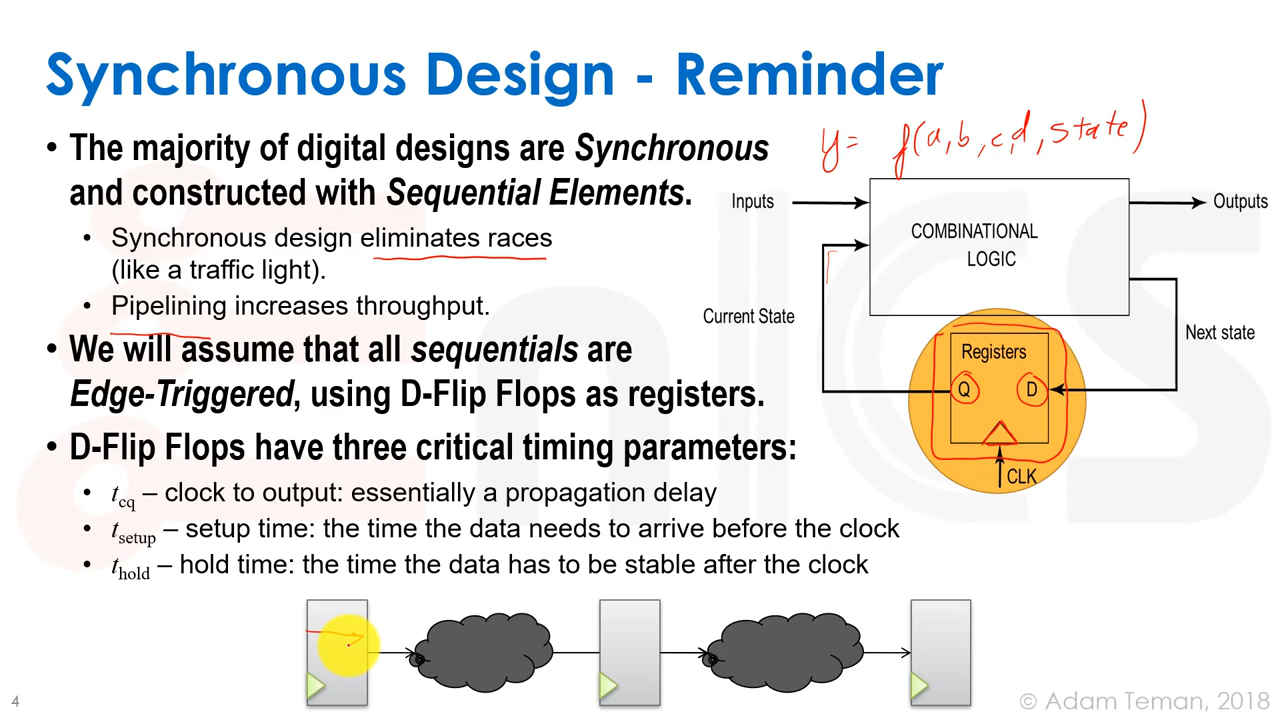 Synchronous Design - Reminder
• The majority of digital designs are Synchronous
and constructed with Sequential Elements.
• Synchronous design eliminates races
(like a traffic light).
• Pipelining increases throughput.
• We will assume that all sequentials are
Edge-Triggered, using D-Flip Flops as registers.
• D-Flip Flops have three critical timing parameters:
• tcq – clock to output: essentially a propagation delay
• tsetup – setup time: the time the data needs to arrive before the clock
• thold – hold time: the time the data has to be stable after the clock
y = f(a, b, c, d, state)
Inputs
COMBINATIONAL
LOGIC
Outputs
Current State
Next state
Registers
Q D
CLK
nICS
4
© Adam Teman, 2018